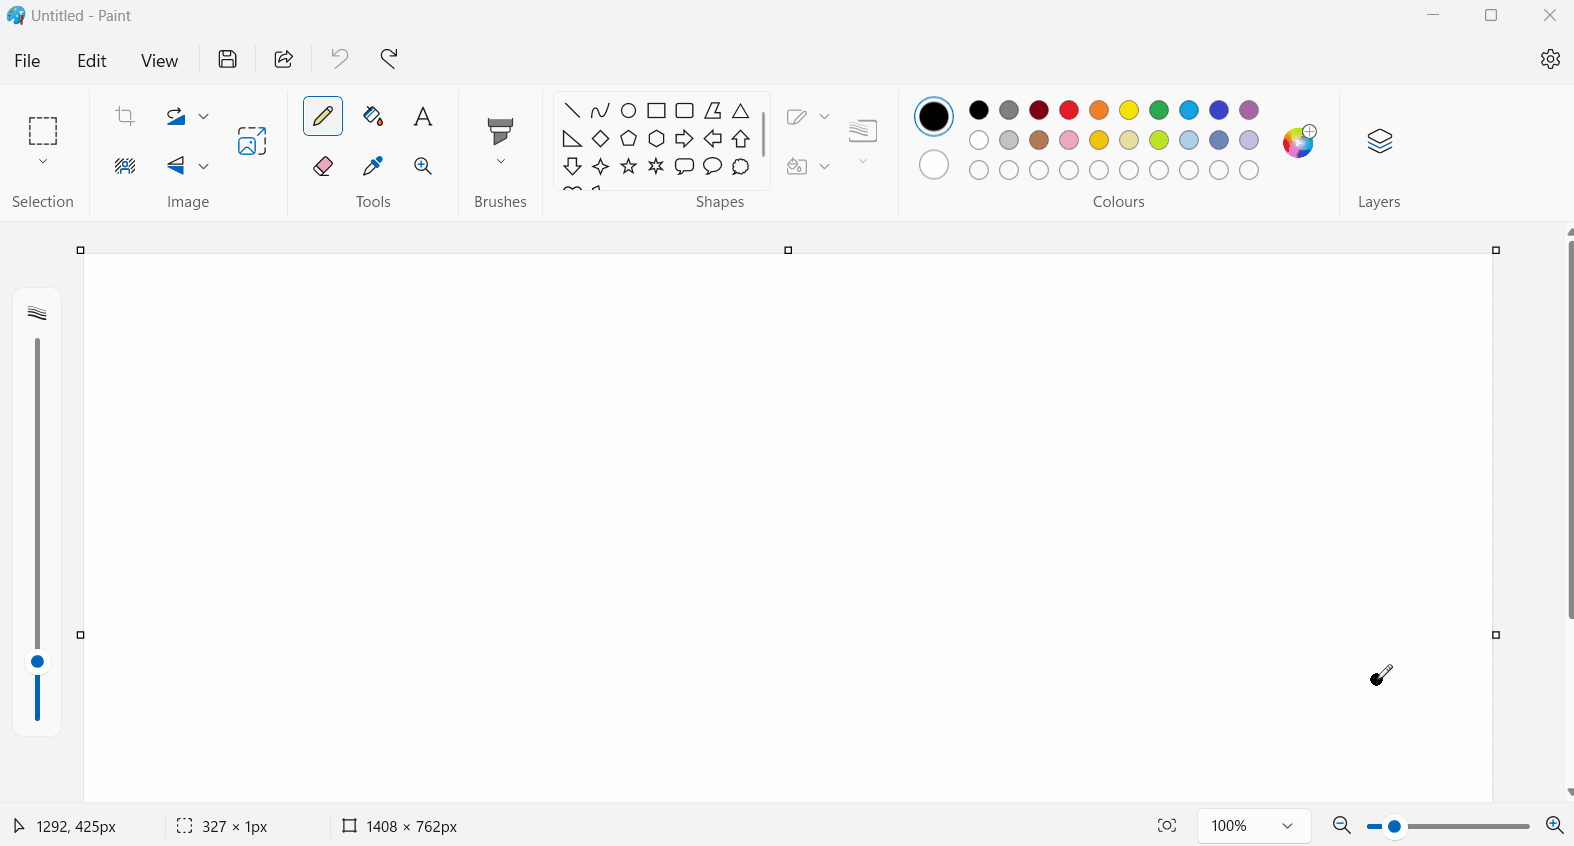 Untitled - Paint
File Edit View
Selection Image Tools Brushes Shapes Colours Layers
1292, 425px 327 × 1px 1408 × 762px 100%